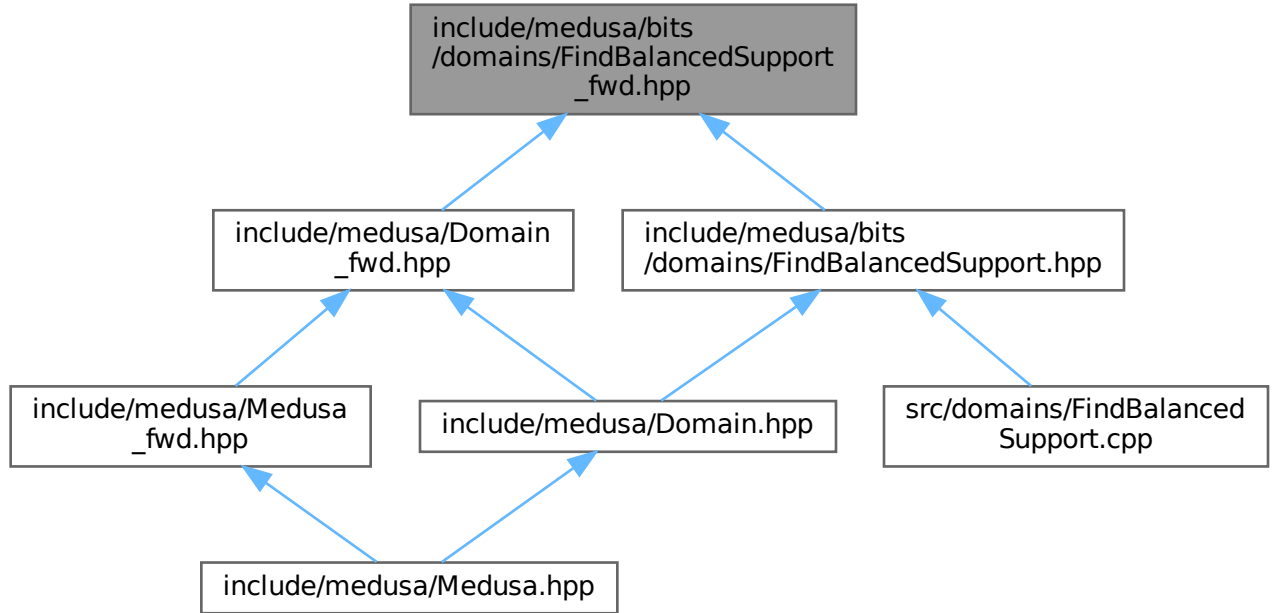 include/medusa/bits
/domains/FindBalancedSupport
_fwd.hpp
include/medusa/Domain
_fwd.hpp
include/medusa/bits
/domains/FindBalancedSupport.hpp
include/medusa/Medusa
_fwd.hpp
include/medusa/Domain.hpp
src/domains/FindBalanced
Support.cpp
include/medusa/Medusa.hpp